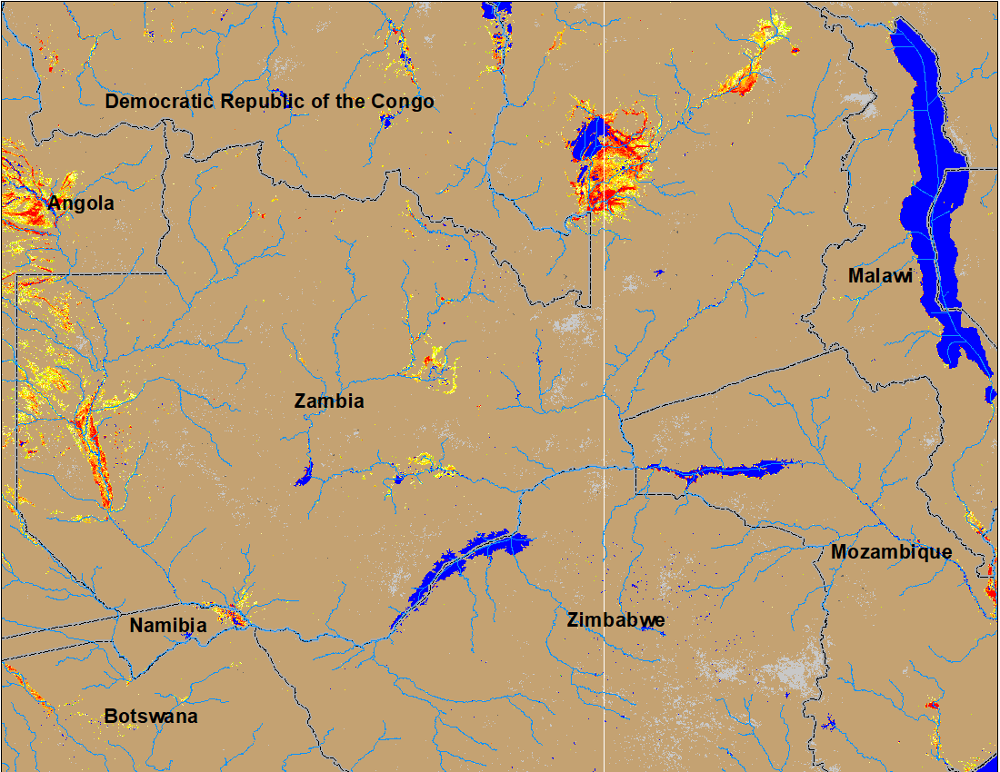 Democratic Republic of the Congo
Angola
Malawi
Zambia
Mozambique
Namibia
Zimbabwe
Botswana